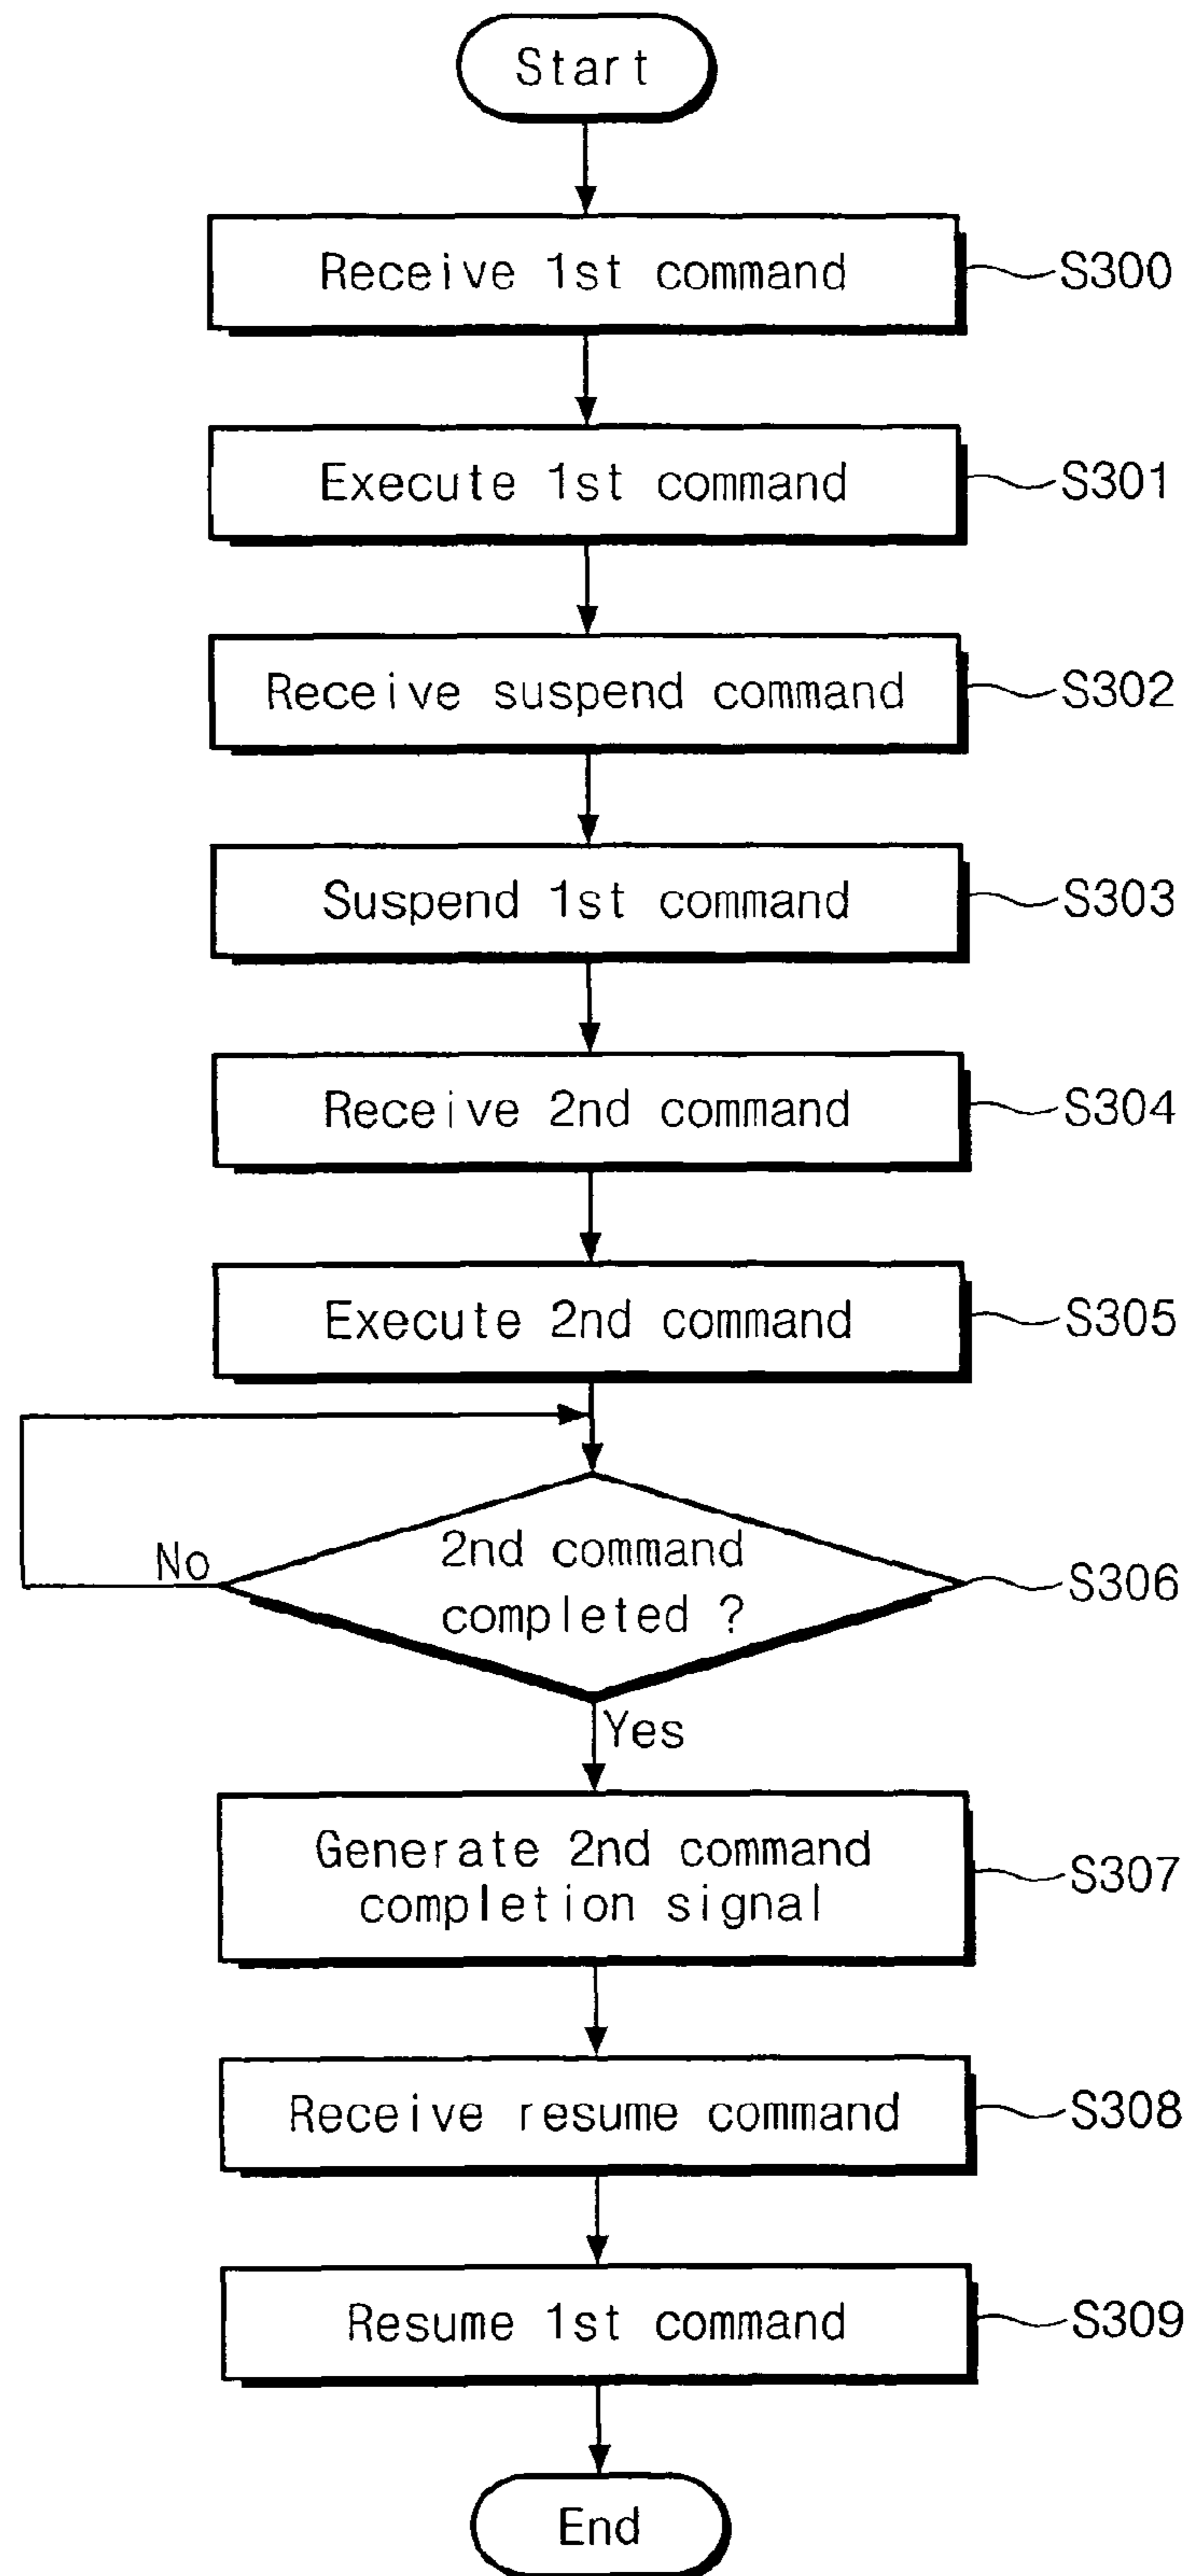 Start
Receive 1st command
S300
Execute 1st command
S301
Receive suspend command
S302
Suspend 1st command
S303
Receive 2nd command
S304
Execute 2nd command
S305
2nd command
completed ?
S306
No
Yes
Generate 2nd command
completion signal
S307
Receive resume command
S308
Resume 1st command
S309
End